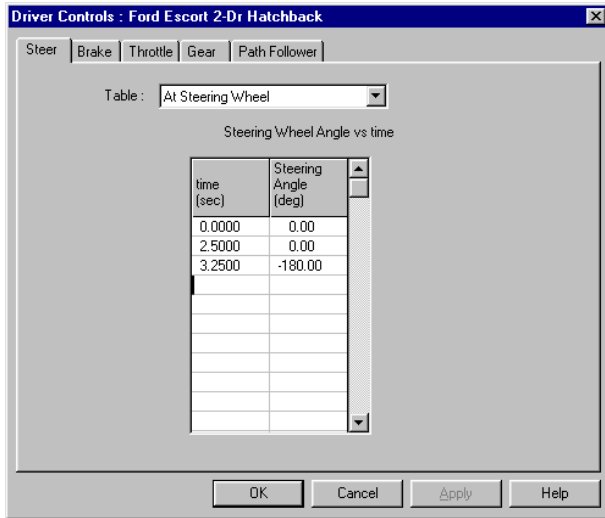 Driver Controls : Ford Escort 2-Dr Hatchback
Steer Brake Throttle Gear Path Follower
Table : At Steering Wheel
Steering Wheel Angle vs time
time (sec) Steering Angle (deg)
0.0000 0.00
2.5000 0.00
3.2500 -180.00
OK Cancel Apply Help